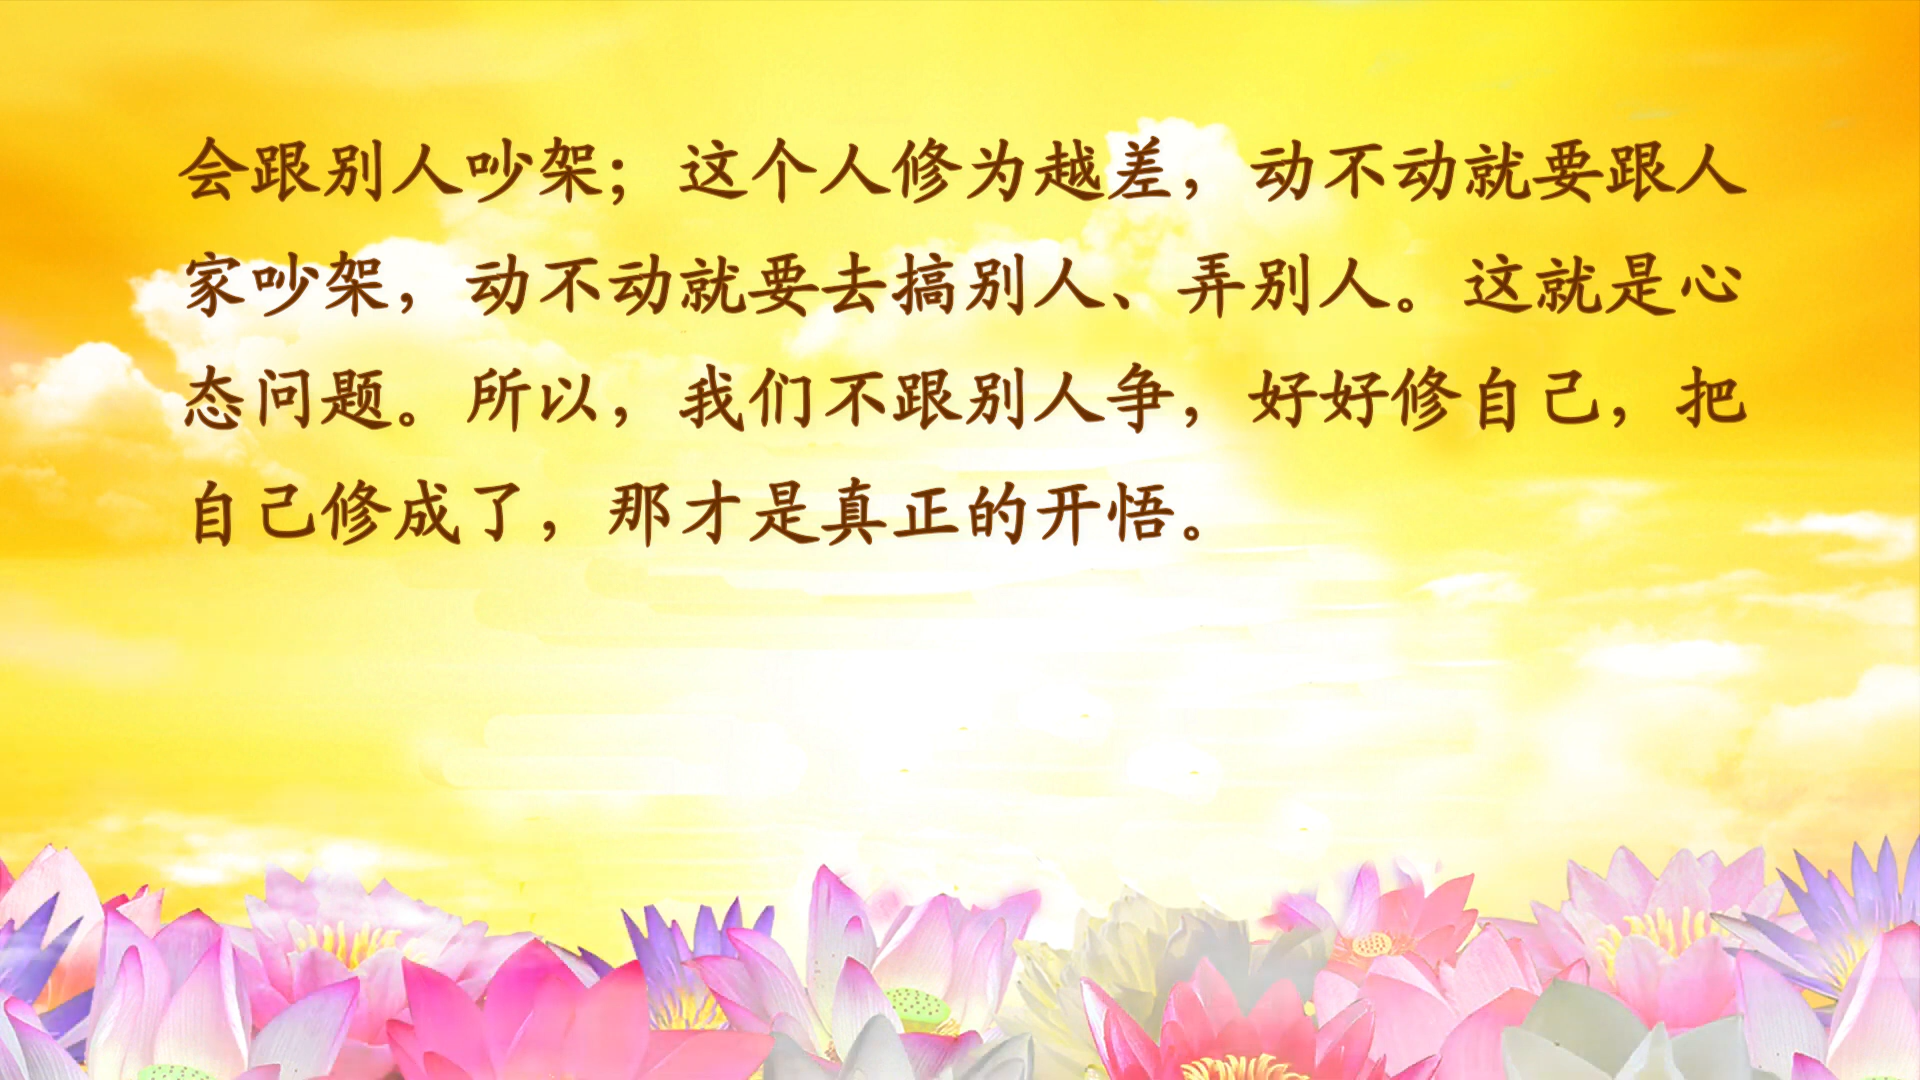 会跟别人吵架；这个人修为越差，动不动就要跟人
家吵架，动不动就要去搞别人、弄别人。这就是心
态问题。所以，我们不跟别人争，好好修自己，把
自己修成了，那才是真正的开悟。